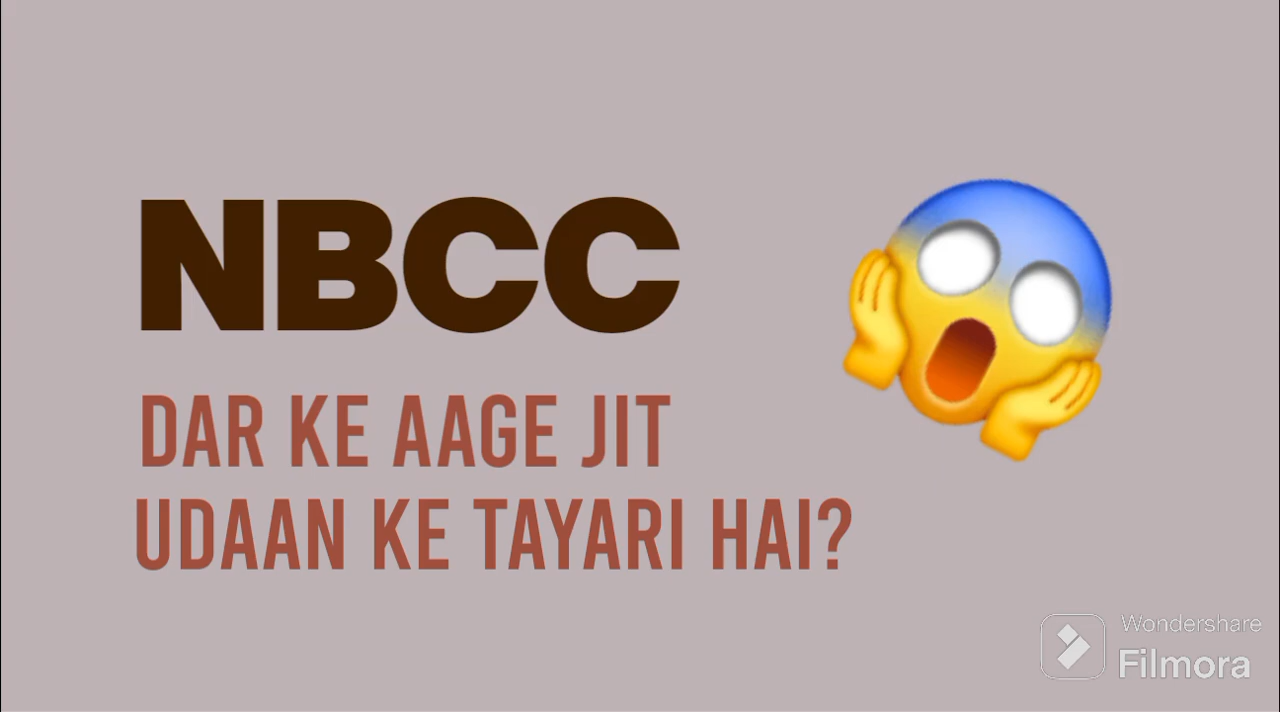 NBCC
DAR KE AAGE JIT
UDAAN KE TAYARI HAI?
Wondershare
Filmora